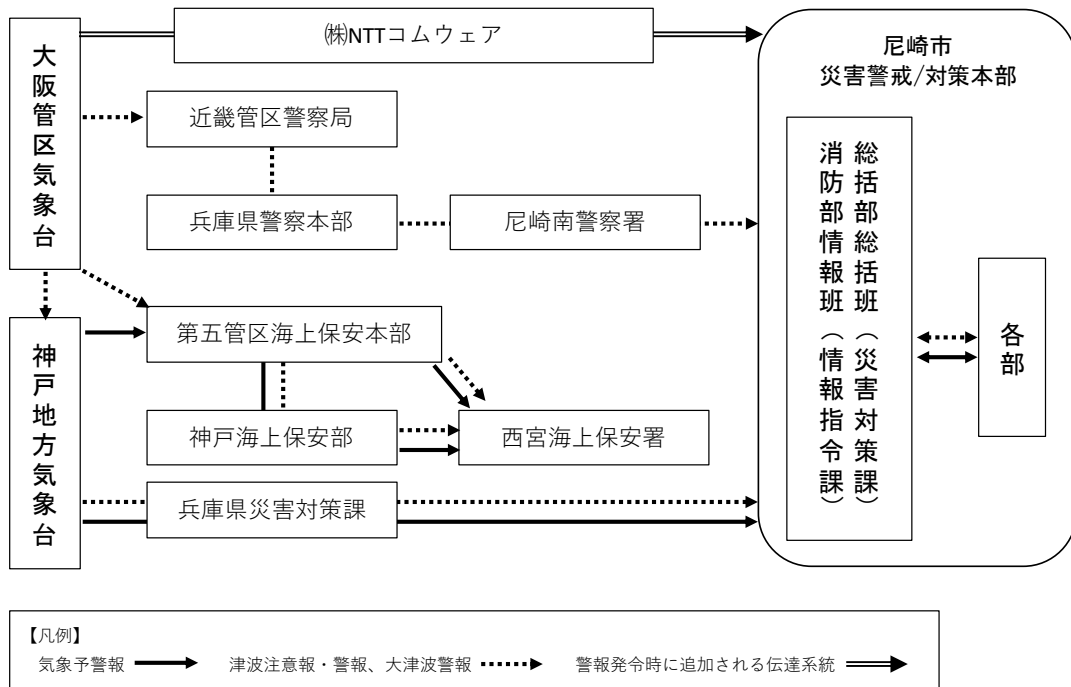 大阪管区気象台
㈱NTTコムウェア
近畿管区警察局
兵庫県警察本部
尼崎南警察署
第五管区海上保安本部
神戸地方気象台
神戸海上保安部
西宮海上保安署
兵庫県災害対策課
尼崎市
災害警戒/対策本部
総括部総括班（災害対策課）
消防部情報班（情報指令課）
各部
【凡例】
気象予警報
津波注意報・警報、大津波警報
警報発令時に追加される伝達系統